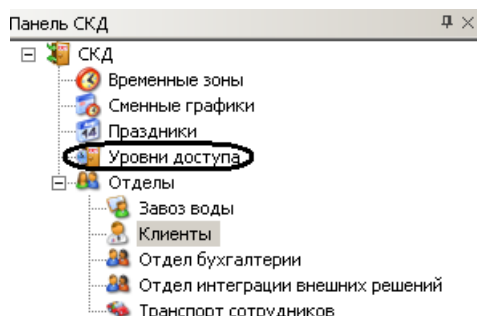 Панель СКД
СКД
Временные зоны
Сменные графики
Праздники
Уровни доступа
Отделы
Завоз воды
Клиенты
Отдел бухгалтерии
Отдел интеграции внешних решений
Транспорт сотрудников